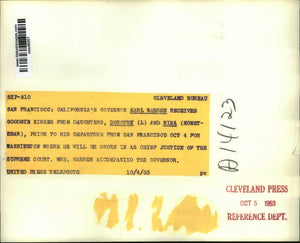 SXP-810 CLEVELAND BUREAU
SAN FRANCISCO: CALIFORNIA'S GOVERNOR EARL WARREN RECEIVES
GOODBYE KISSES FROM DAUGHTERS, DOROTHY (L) AND NINA (HONEY-
BEAR), PRIOR TO HIS DEPARTURE FROM SAN FRANCISCO OCT 4 FOR
WASHINGTON WHERE HE WILL BE SWORN IN AS CHIEF JUSTICE OF THE
SUPREME COURT. MRS. WARREN ACCOMPANIED THE GOVERNOR.
UNITED PRESS TELEPHOTO 10/4/53 po
A14123
CLEVELAND PRESS
OCT 5 1953
REFERENCE DEPT.